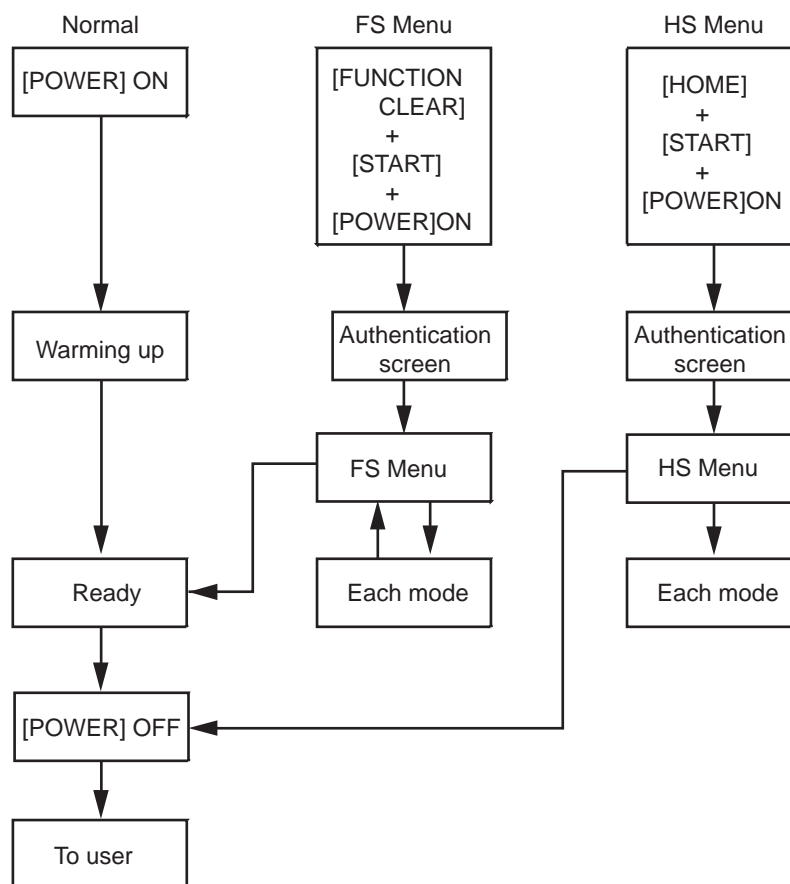 Normal
FS Menu
HS Menu
[POWER] ON
[FUNCTION
CLEAR]
+
[START]
+
[POWER]ON
[HOME]
+
[START]
+
[POWER]ON
Warming up
Authentication
screen
Authentication
screen
FS Menu
HS Menu
Ready
Each mode
Each mode
[POWER] OFF
To user